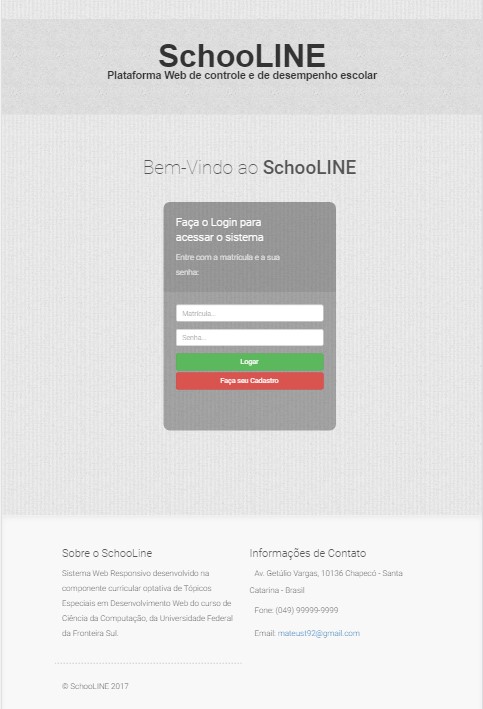 SchooLINE
Plataforma Web de controle e de desempenho escolar
Bem-Vindo ao SchooLINE
Faça o Login para
acessar o sistema
Entre com a matrícula e a sua
senha:
Matrícula...
Senha...
Logar
Faça seu Cadastro
Sobre o SchooLine
Sistema Web Responsivo desenvolvido na
componente curricular optativa de Tópicos
Especiais em Desenvolvimento Web do curso de
Ciência da Computação, da Universidade Federal
da Fronteira Sul.
Informações de Contato
Av. Getúlio Vargas, 10136 Chapecó - Santa
Catarina - Brasil
Fone: (049) 99999-9999
Email: mateust92@gmail.com
© SchooLINE 2017